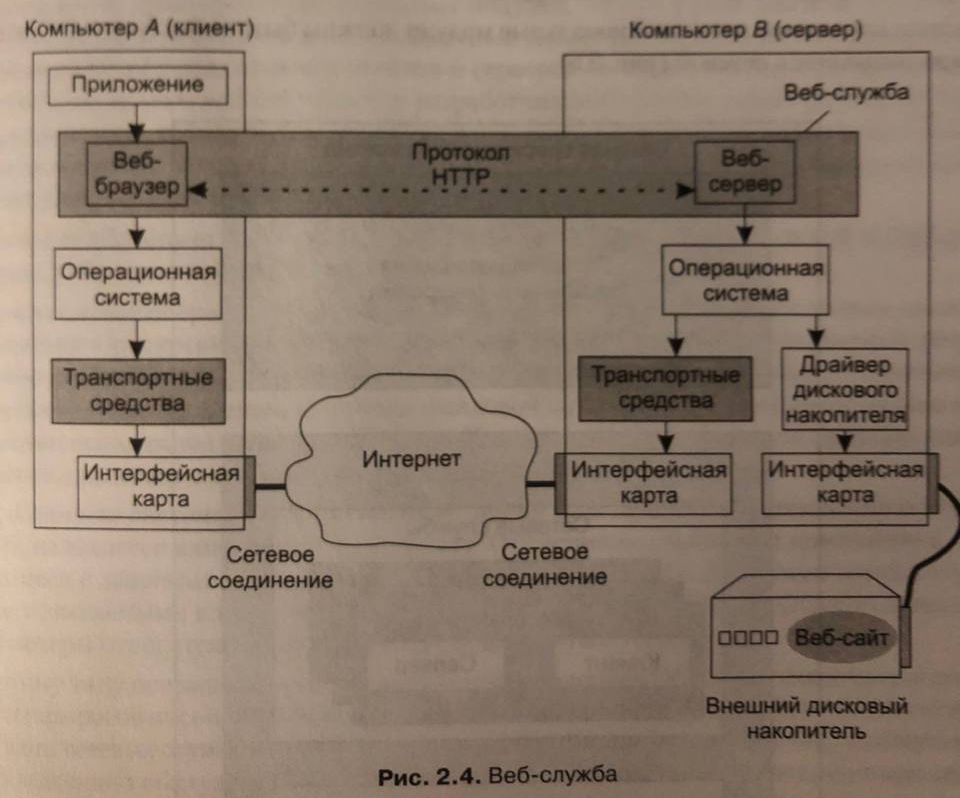 Компьютер А (клиент)
Компьютер В (сервер)
Приложение
Веб-служба
Веб-
браузер
Протокол
HTTP
Веб-
сервер
Операционная
система
Операционная
система
Транспортные
средства
Транспортные
средства
Драйвер
дискового
накопителя
Интерфейсная
карта
Интернет
Интерфейсная
карта
Интерфейсная
карта
Сетевое
соединение
Сетевое
соединение
Веб-сайт
Внешний дисковый
накопитель
Рис. 2.4. Веб-служба